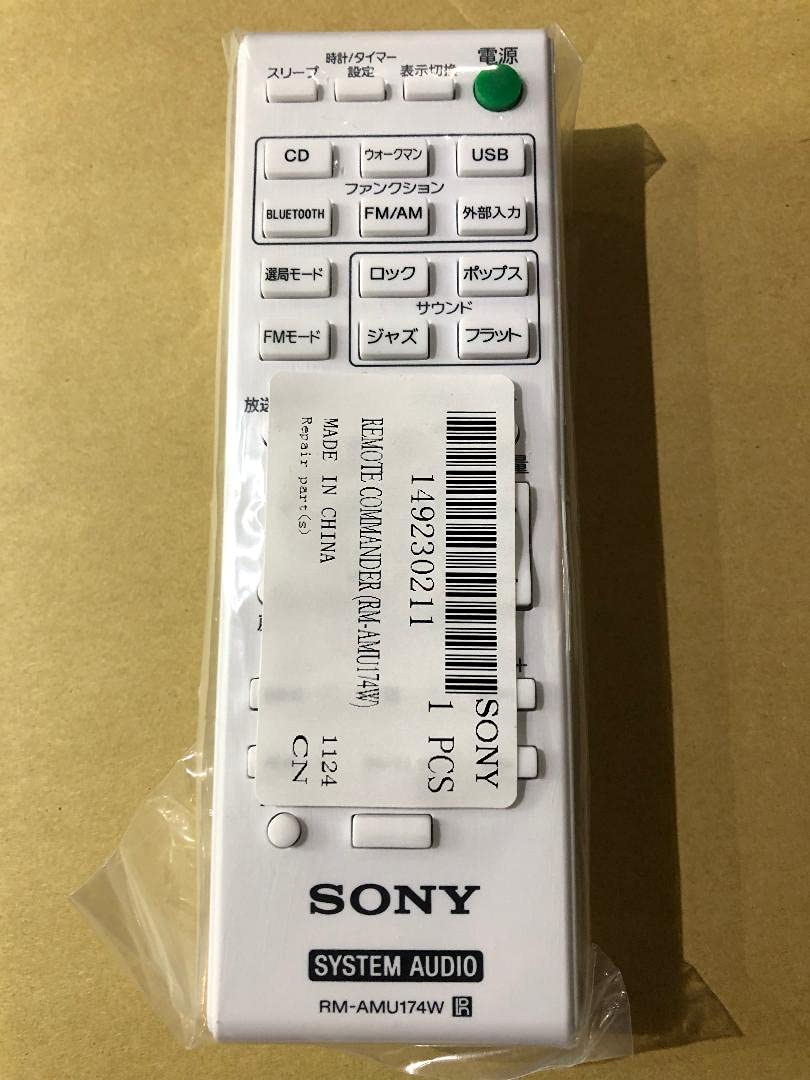 電源
時計/タイマー
スリープ 設定 表示切換
CD ウォークマン USB
ファンクション
BLUETOOTH FM/AM 外部入力
選局モード ロック ポップス
サウンド
FMモード ジャズ フラット
放送
量
+
SONY
149230211 1 PCS
REMOTE COMMANDER (RM-AMU174W)
MADE IN CHINA 1124
Repair part(s) CN
SONY
SYSTEM AUDIO
RM-AMU174W